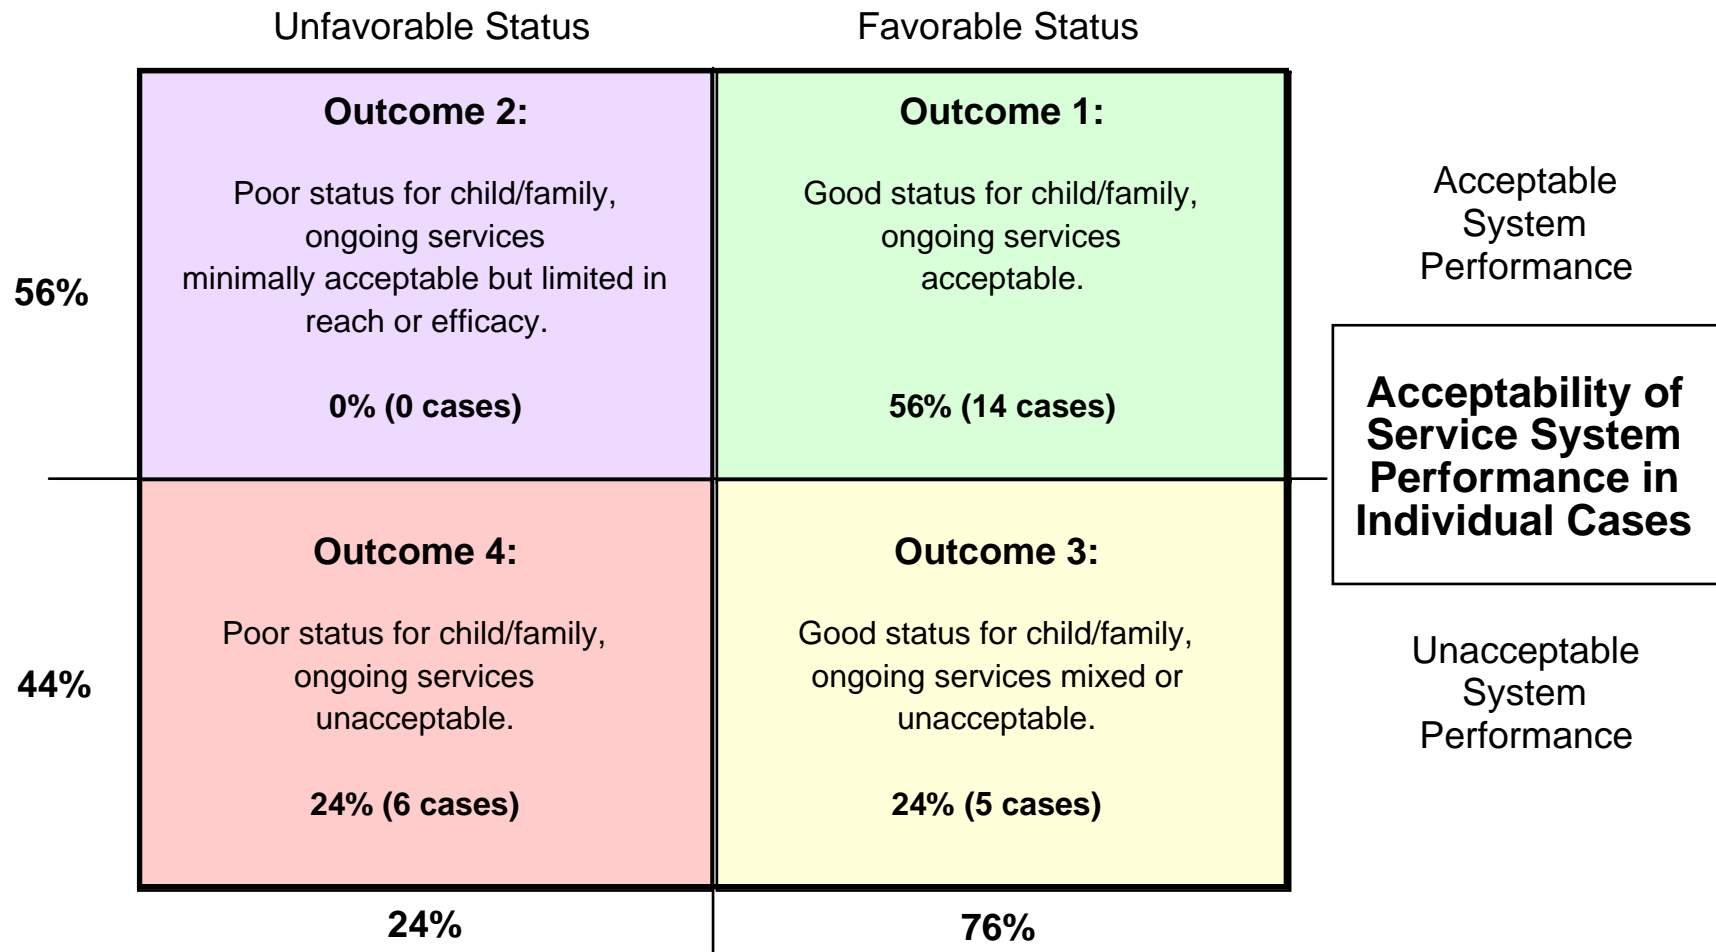 Unfavorable Status
Favorable Status
Outcome 2:
Poor status for child/family,
ongoing services
minimally acceptable but limited in
reach or efficacy.
0% (0 cases)
Outcome 1:
Good status for child/family,
ongoing services
acceptable.
56% (14 cases)
56%
Acceptable
System
Performance
Acceptability of
Service System
Performance in
Individual Cases
Outcome 4:
Poor status for child/family,
ongoing services
unacceptable.
24% (6 cases)
Outcome 3:
Good status for child/family,
ongoing services mixed or
unacceptable.
24% (5 cases)
44%
Unacceptable
System
Performance
24%
76%